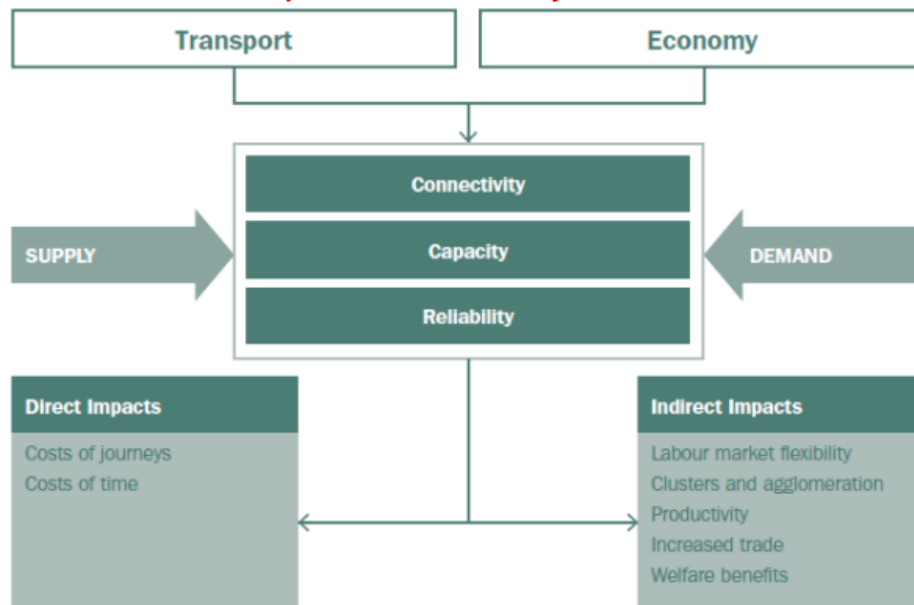 Transport
Economy
Connectivity
SUPPLY
Capacity
DEMAND
Reliability
Direct Impacts
Costs of journeys
Costs of time
Indirect Impacts
Labour market flexibility
Clusters and agglomeration
Productivity
Increased trade
Welfare benefits